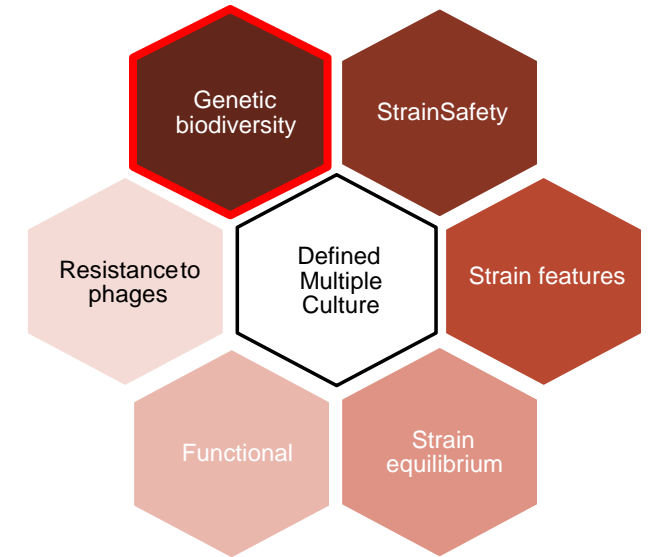 Genetic
biodiversity
StrainSafety
Resistanceto
phages
Defined
Multiple
Culture
Strain features
Functional
Strain
equilibrium